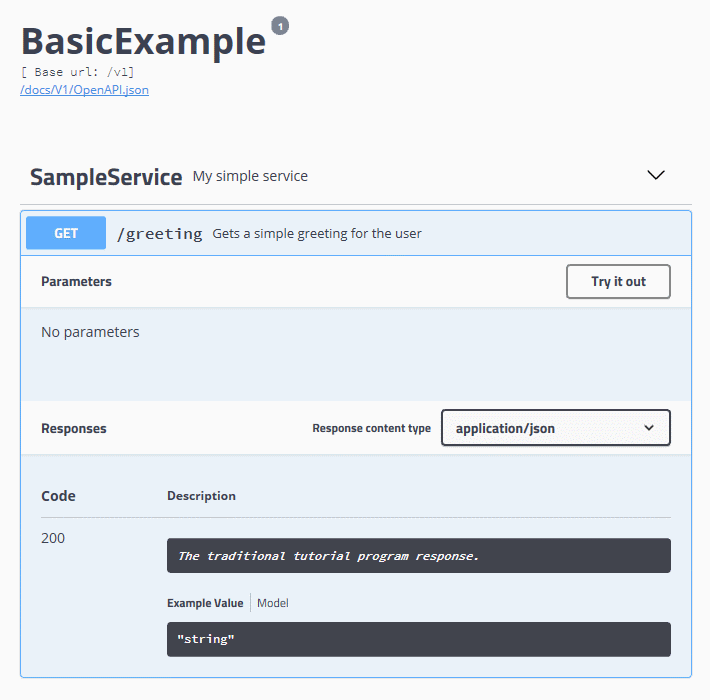 BasicExample 1
[ Base url: /v1]
/docs/V1/OpenAPI.json
SampleService My simple service
GET /greeting Gets a simple greeting for the user
Parameters Try it out
No parameters
Responses Response content type application/json
Code Description
200 The traditional tutorial program response.
Example Value Model
"string"